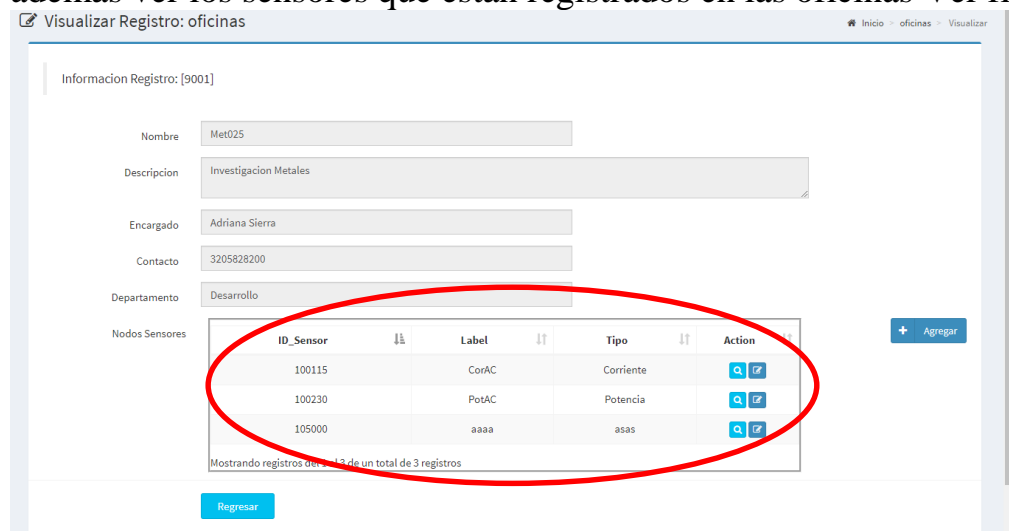 además ver los sensores que están registrados en las oficinas
Visualizar Registro: oficinas
Inicio > oficinas > Visualizar
Informacion Registro: [9001]
Nombre Met025
Descripcion Investigacion Metales
Encargado Adriana Sierra
Contacto 3205828200
Departamento Desarrollo
Nodos Sensores
+ Agregar
ID_Sensor Label Tipo Action
100115 CorAC Corriente
100230 PotAC Potencia
105000 aaaa asas
Mostrando registros del 1 al 3 de un total de 3 registros
Regresar